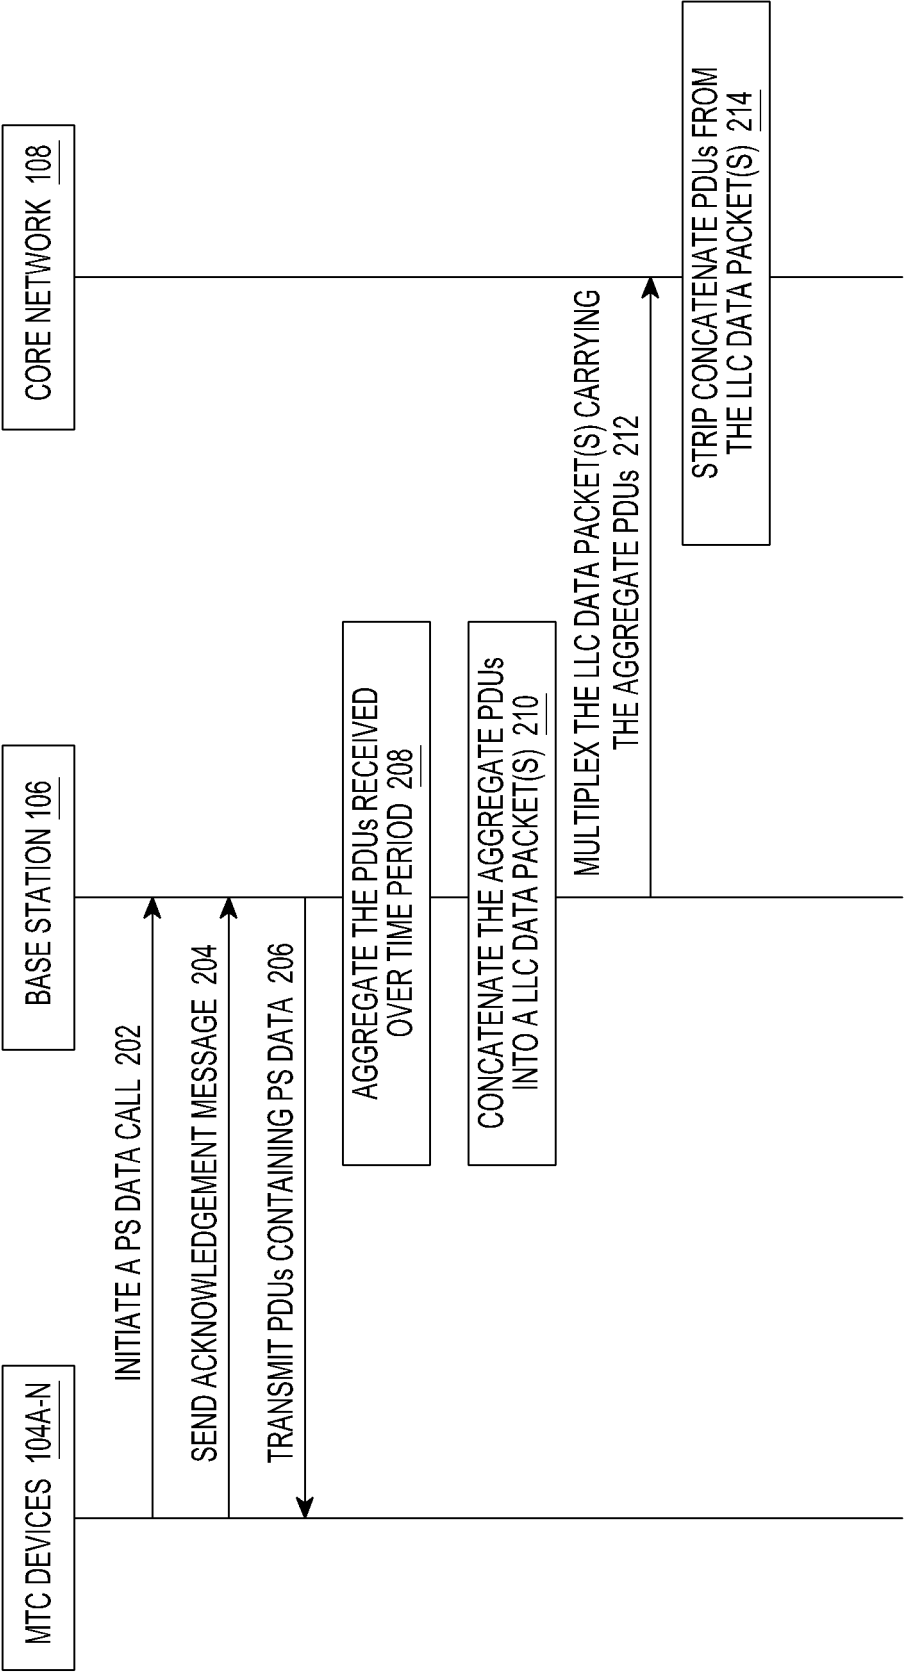 MTC DEVICES 104A-N
BASE STATION 106
CORE NETWORK 108
INITIATE A PS DATA CALL 202
SEND ACKNOWLEDGEMENT MESSAGE 204
TRANSMIT PDUs CONTAINING PS DATA 206
AGGREGATE THE PDUs RECEIVED
OVER TIME PERIOD 208
CONCATENATE THE AGGREGATE PDUs
INTO A LLC DATA PACKET(S) 210
MULTIPLEX THE LLC DATA PACKET(S) CARRYING
THE AGGREGATE PDUs 212
STRIP CONCATENATE PDUs FROM
THE LLC DATA PACKET(S) 214